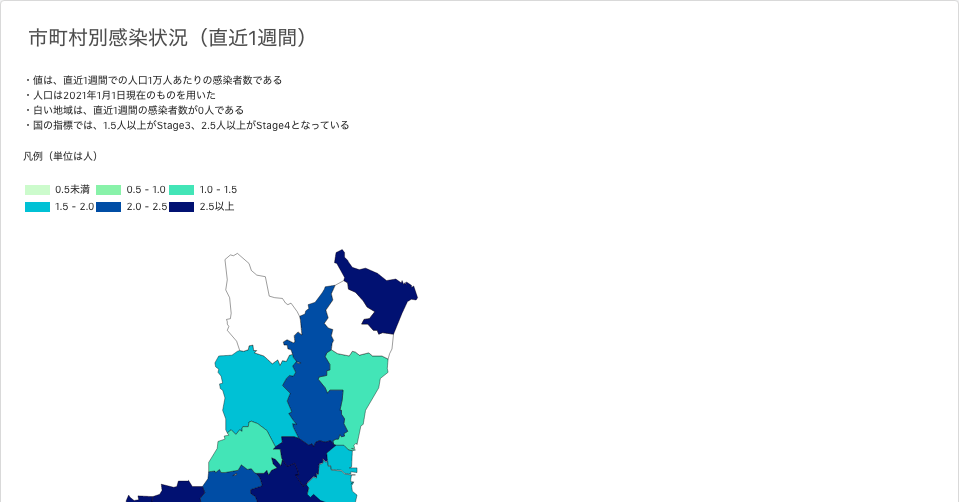 市町村別感染状況（直近1週間）
・値は、直近1週間での人口1万人あたりの感染者数である
・人口は2021年1月1日現在のものを用いた
・白い地域は、直近1週間の感染者数が0人である
・国の指標では、1.5人以上がStage3、2.5人以上がStage4となっている
凡例（単位は人）
0.5未満 0.5 - 1.0 1.0 - 1.5
1.5 - 2.0 2.0 - 2.5 2.5以上